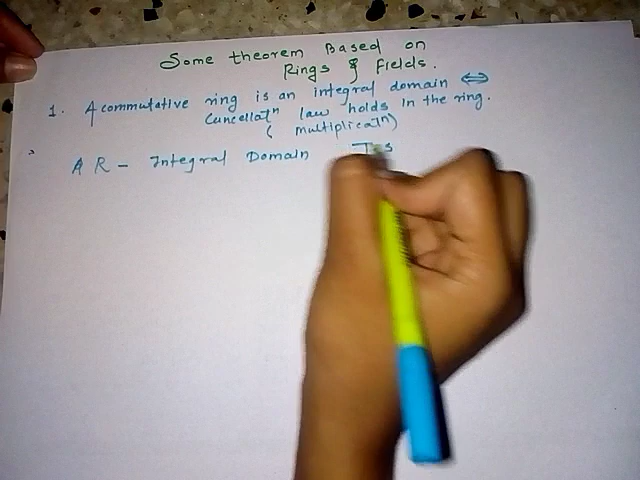 Some theorem Based on
Rings & Fields.
1. A commutative ring is an integral domain ⇔
Cancellatⁿ law holds in the ring.
( multiplicatⁿ)
R - Integral Domain